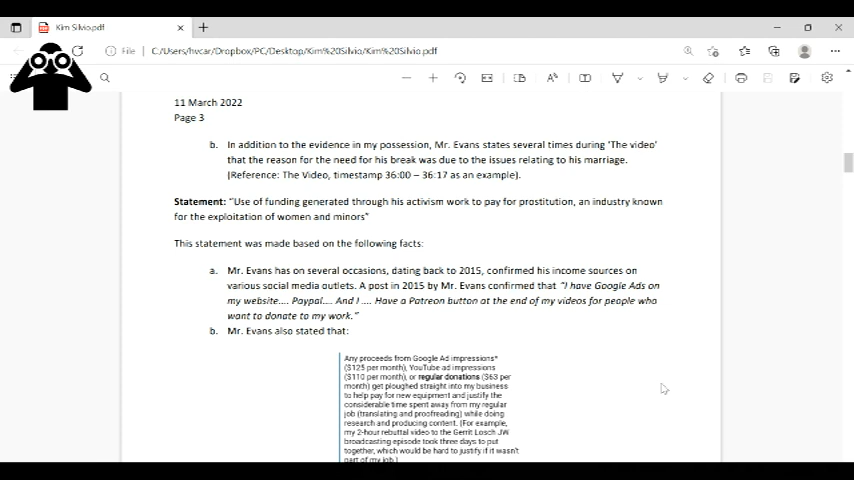 Kim Silvio.pdf
File
C:/Users/hvcar/Dropbox/PC/Desktop/Kim%20Silvio/Kim%20Silvio.pdf
11 March 2022
Page 3
b. In addition to the evidence in my possession, Mr. Evans states several times during 'The video'
that the reason for the need for his break was due to the issues relating to his marriage.
(Reference: The Video, timestamp 36:00 – 36:17 as an example).
Statement: "Use of funding generated through his activism work to pay for prostitution, an industry known
for the exploitation of women and minors"
This statement was made based on the following facts:
a. Mr. Evans has on several occasions, dating back to 2015, confirmed his income sources on
various social media outlets. A post in 2015 by Mr. Evans confirmed that "I have Google Ads on
my website.... Paypal.... And I .... Have a Patreon button at the end of my videos for people who
want to donate to my work."
b. Mr. Evans also stated that:
Any proceeds from Google Ad impressions*
($125 per month), YouTube ad impressions
($110 per month), or regular donations ($63 per
month) get ploughed straight into my business
to help pay for new equipment and justify the
considerable time spent away from my regular
job (translating and proofreading) while doing
research and producing content. (For example,
my 2-hour rebuttal video to the Gerrit Losch JW
broadcasting episode took three days to put
together, which would be hard to justify if it wasn't
part of my job.)